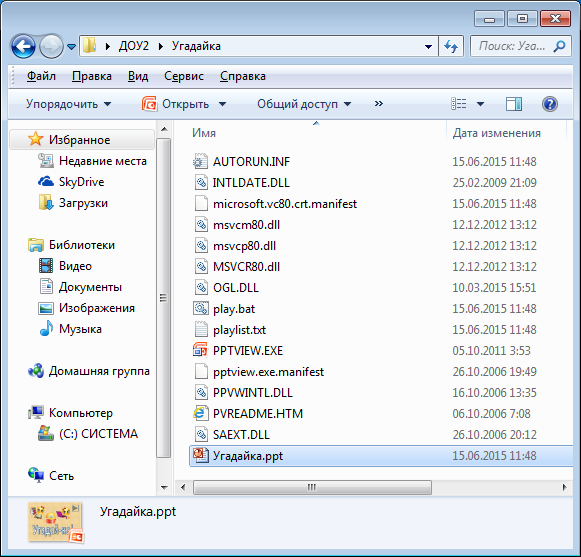 ДОУ2 Угадайка Поиск: Уга...
Файл Правка Вид Сервис Справка
Упорядочить Открыть Общий доступ »
Избранное
Недавние места
SkyDrive
Загрузки
Библиотеки
Видео
Документы
Изображения
Музыка
Домашняя группа
Компьютер
(C:) СИСТЕМА
Сеть
Имя Дата изменения
AUTORUN.INF 15.06.2015 11:48
INTLDATE.DLL 25.02.2009 21:09
microsoft.vc80.crt.manifest 15.06.2015 11:48
msvcm80.dll 12.12.2012 13:12
msvcp80.dll 12.12.2012 13:12
MSVCR80.dll 12.12.2012 13:12
OGL.DLL 10.03.2015 15:51
play.bat 15.06.2015 11:48
playlist.txt 15.06.2015 11:48
PPTVIEW.EXE 05.10.2011 3:53
pptview.exe.manifest 26.10.2006 19:49
PPVWINTL.DLL 16.10.2006 13:35
PVREADME.HTM 06.10.2006 7:08
SAEXT.DLL 26.10.2006 20:12
Угадайка.ppt 15.06.2015 11:48
Угадайка.ppt